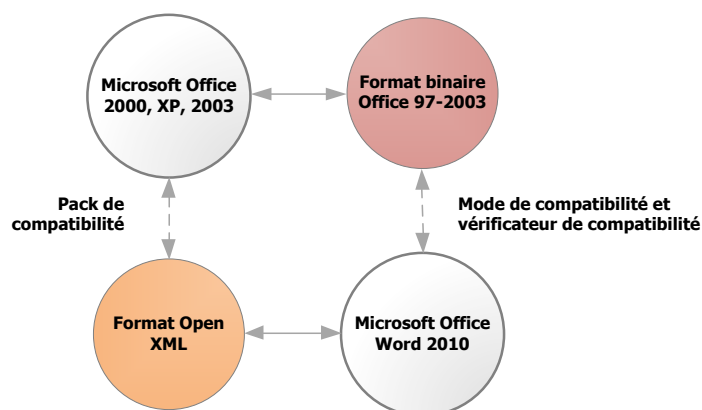 Microsoft Office
2000, XP, 2003
Format binaire
Office 97-2003
Pack de
compatibilité
Mode de compatibilité et
vérificateur de compatibilité
Format Open
XML
Microsoft Office
Word 2010